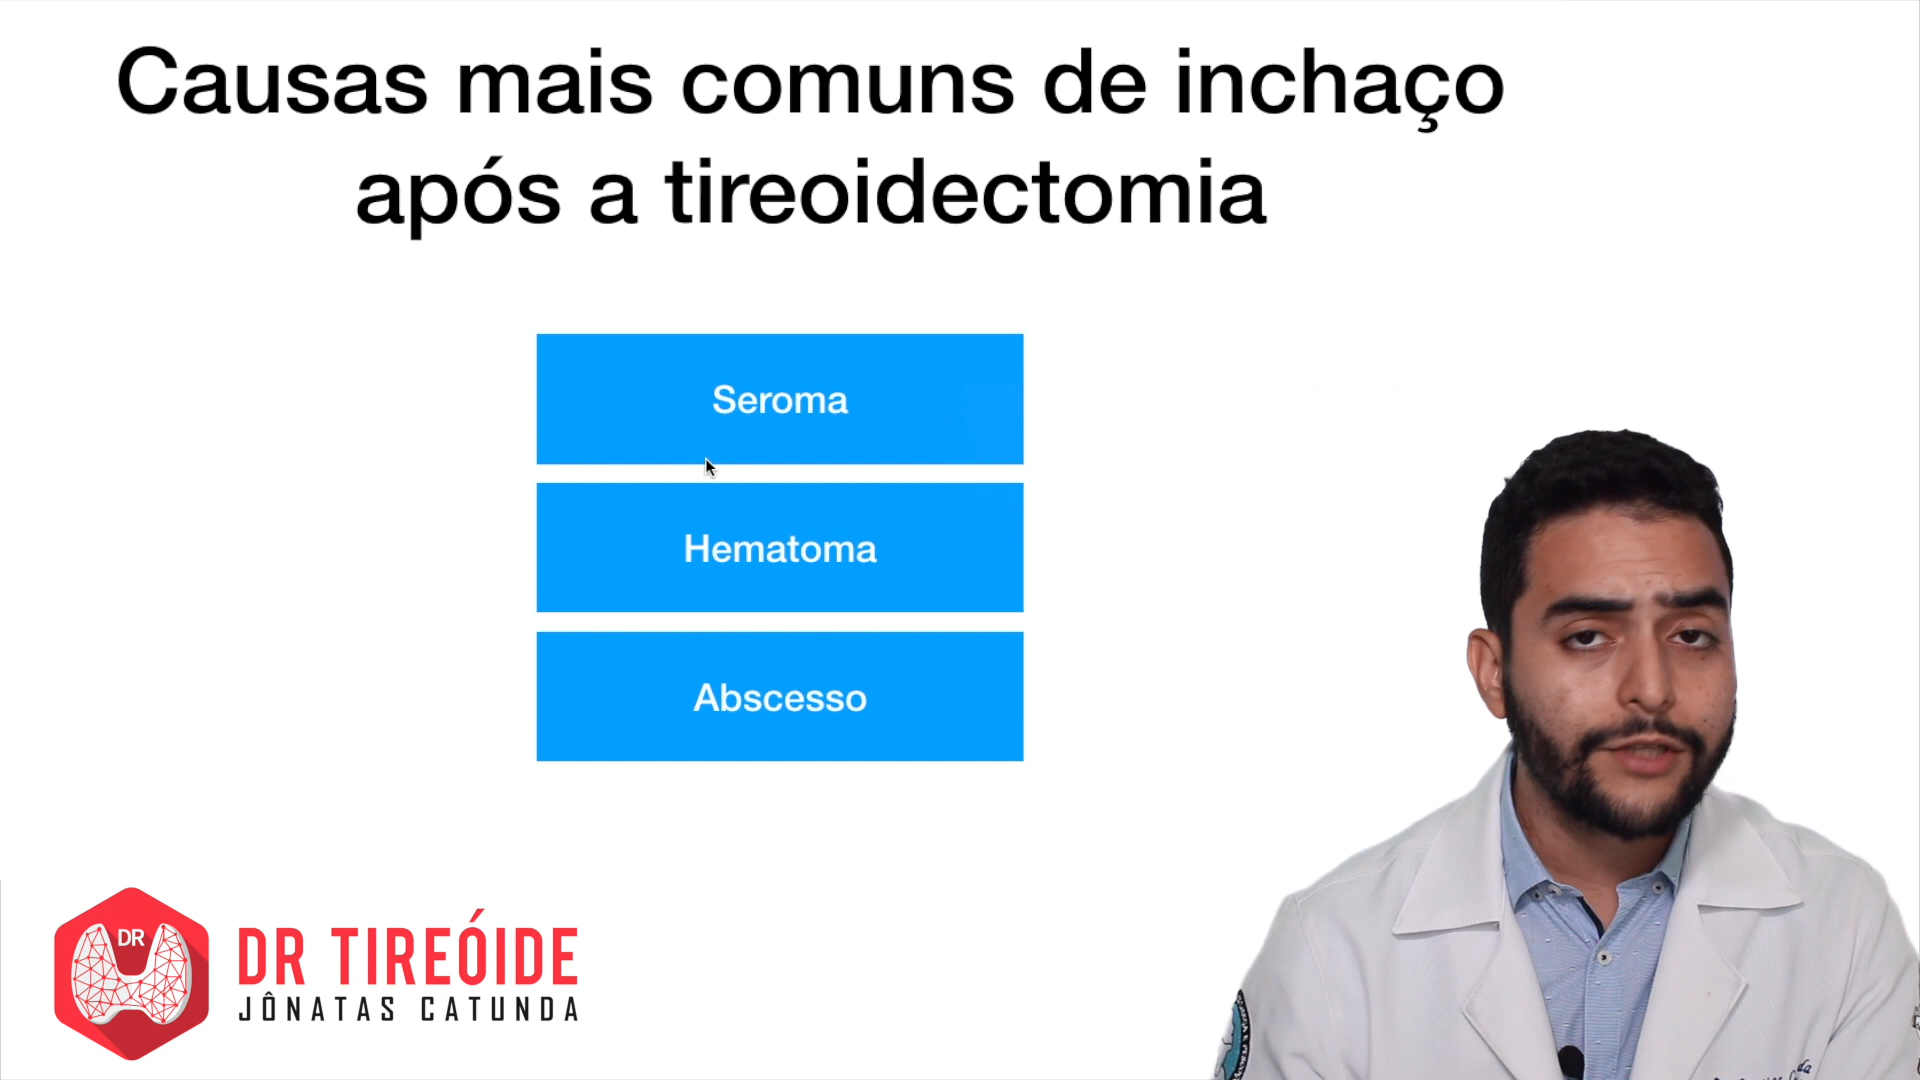 Causas mais comuns de inchaço
após a tireoidectomia
Seroma
Hematoma
Abscesso
DR
DR TIREÓIDE
JÔNATAS CATUNDA